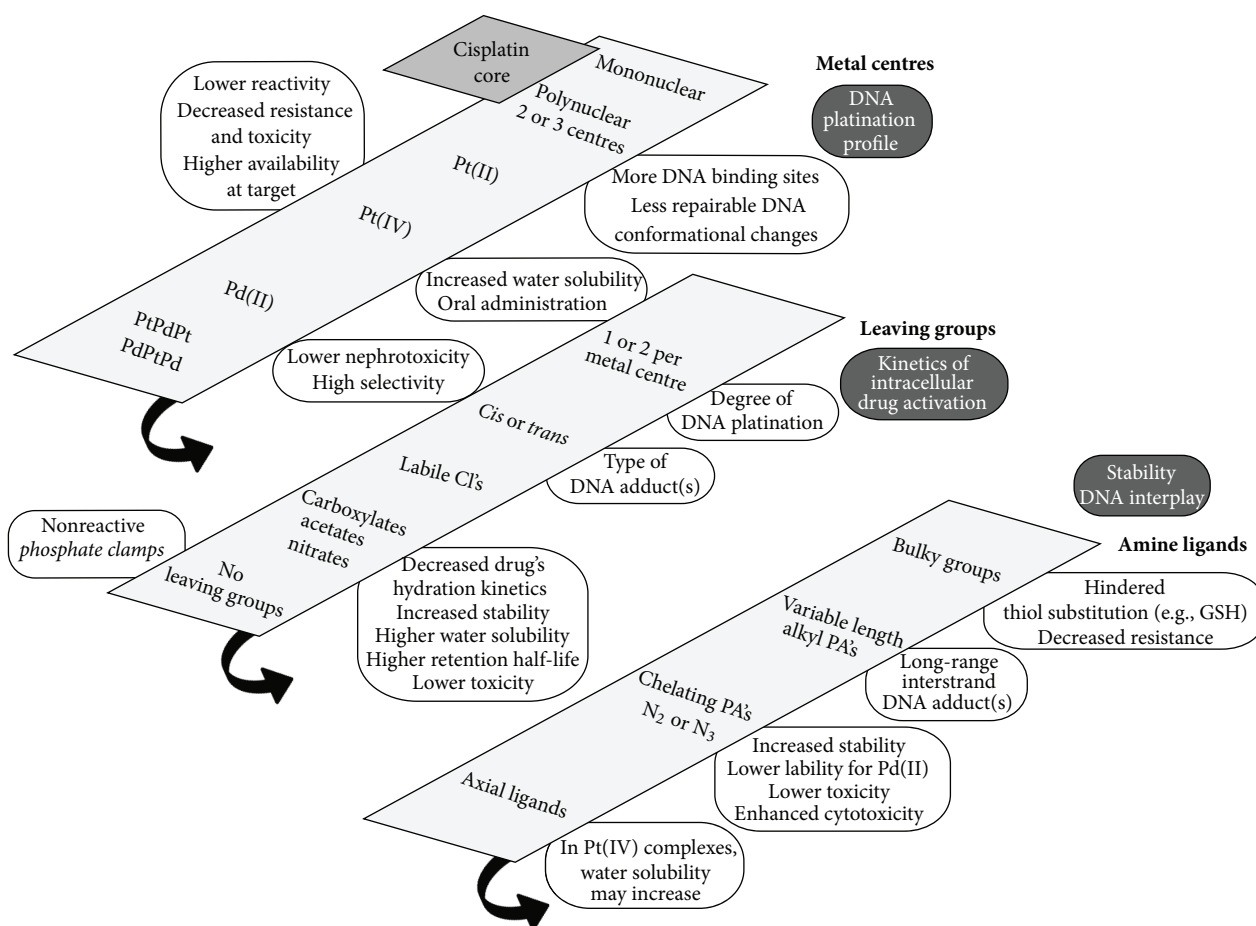 Cisplatin
core
Mononuclear
Polynuclear
2 or 3 centres
Pt(II)
Pt(IV)
Pd(II)
PtPdPt
PdPtPd
Metal centres
DNA
platination
profile
Lower reactivity
Decreased resistance
and toxicity
Higher availability
at target
More DNA binding sites
Less repairable DNA
conformational changes
Increased water solubility
Oral administration
Lower nephrotoxicity
High selectivity
Leaving groups
Kinetics of
intracellular
drug activation
1 or 2 per
metal centre
Cis or trans
Labile Cl's
Carboxylates
acetates
nitrates
No
leaving groups
Degree of
DNA platination
Type of
DNA adduct(s)
Nonreactive
phosphate clamps
Decreased drug's
hydration kinetics
Increased stability
Higher water solubility
Higher retention half-life
Lower toxicity
Stability
DNA interplay
Amine ligands
Bulky groups
Variable length
alkyl PA's
Chelating PA's
N₂ or N₃
Axial ligands
Hindered
thiol substitution (e.g., GSH)
Decreased resistance
Long-range
interstrand
DNA adduct(s)
Increased stability
Lower lability for Pd(II)
Lower toxicity
Enhanced cytotoxicity
In Pt(IV) complexes,
water solubility
may increase